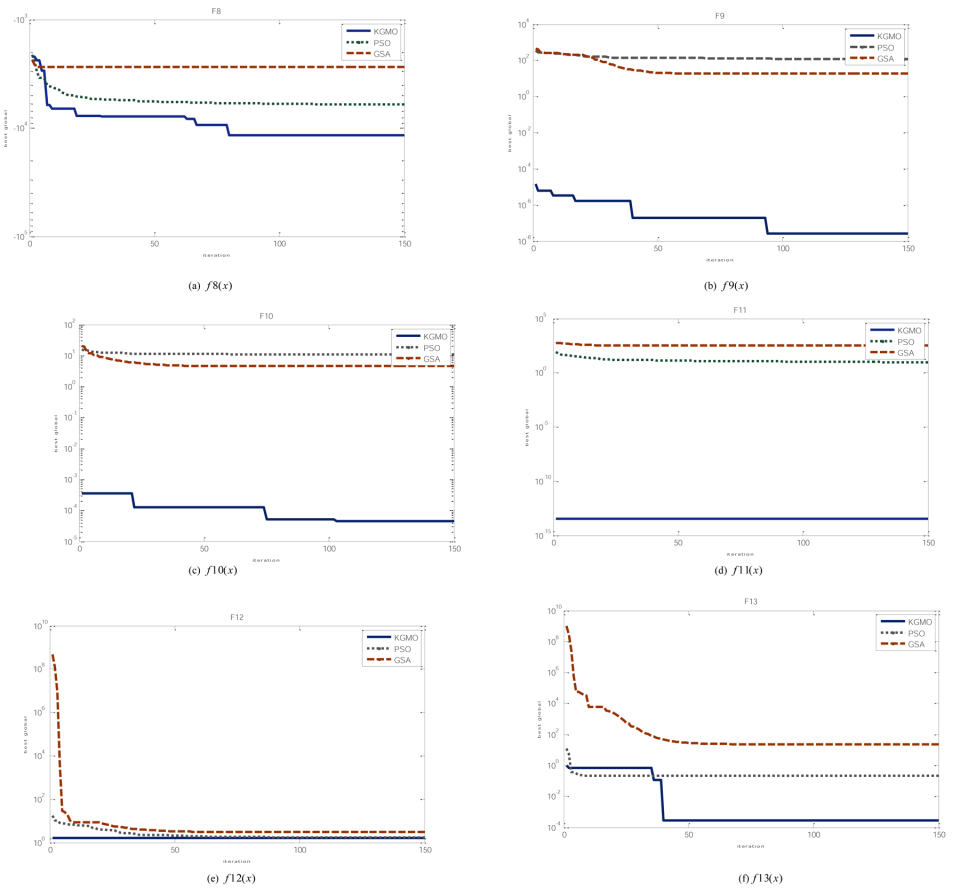 F8
-10^3
-10^4
-10^5
best global
KGMO
PSO
GSA
0 50 100 150
iteration
(a) f8(x)
F9
10^4
10^2
10^0
10^-2
10^-4
10^-6
10^-8
best global
KGMO
PSO
GSA
0 50 100 150
iteration
(b) f9(x)
F10
10^2
10^1
10^0
10^-1
10^-2
10^-3
10^-4
10^-5
best global
KGMO
PSO
GSA
0 50 100 150
iteration
(c) f10(x)
F11
10^5
10^0
10^-5
10^-10
10^-15
best global
KGMO
PSO
GSA
0 50 100 150
iteration
(d) f11(x)
F12
10^10
10^8
10^6
10^4
10^2
10^0
best global
KGMO
PSO
GSA
0 50 100 150
iteration
(e) f12(x)
F13
10^10
10^8
10^6
10^4
10^2
10^0
10^-2
10^-4
best global
KGMO
PSO
GSA
0 50 100 150
iteration
(f) f13(x)